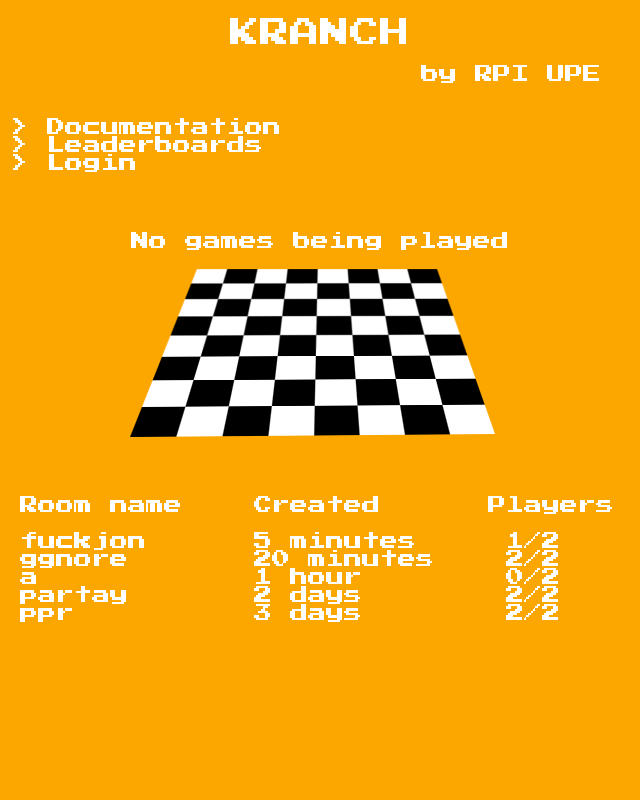 KRANCH
by RPI UPE
> Documentation
> Leaderboards
> Login
No games being played
Room name Created Players
fuckjon 5 minutes 1/2
ggnore 20 minutes 2/2
a 1 hour 0/2
partay 2 days 2/2
ppr 3 days 2/2